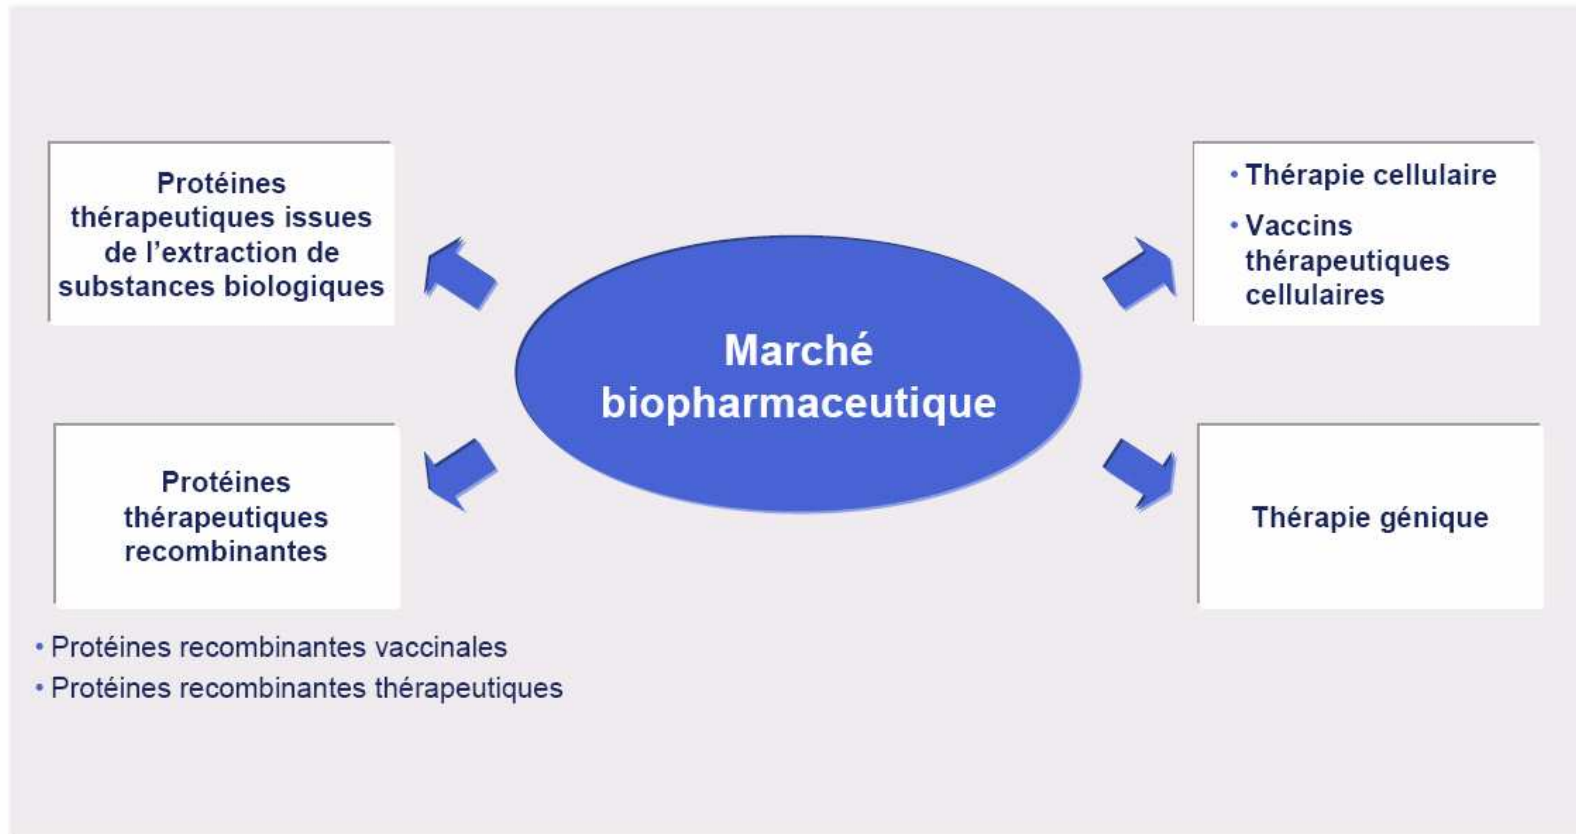 Protéines
thérapeutiques issues
de l'extraction de
substances biologiques
• Thérapie cellulaire
• Vaccins
thérapeutiques
cellulaires
Marché
biopharmaceutique
Protéines
thérapeutiques
recombinantes
Thérapie génique
• Protéines recombinantes vaccinales
• Protéines recombinantes thérapeutiques